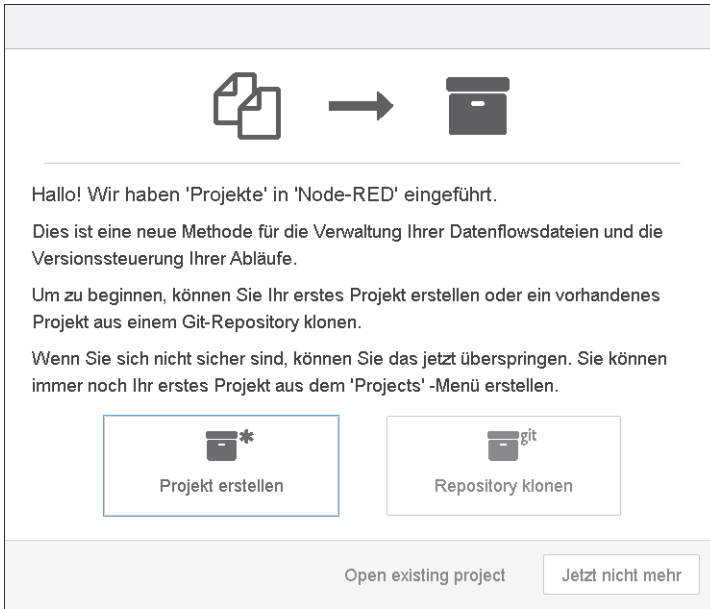 Hallo! Wir haben 'Projekte' in 'Node-RED' eingeführt.
Dies ist eine neue Methode für die Verwaltung Ihrer Datenflowsdateien und die
Versionssteuerung Ihrer Abläufe.
Um zu beginnen, können Sie Ihr erstes Projekt erstellen oder ein vorhandenes
Projekt aus einem Git-Repository klonen.
Wenn Sie sich nicht sicher sind, können Sie das jetzt überspringen. Sie können
immer noch Ihr erstes Projekt aus dem 'Projects' -Menü erstellen.
*
git
Projekt erstellen
Repository klonen
Open existing project
Jetzt nicht mehr